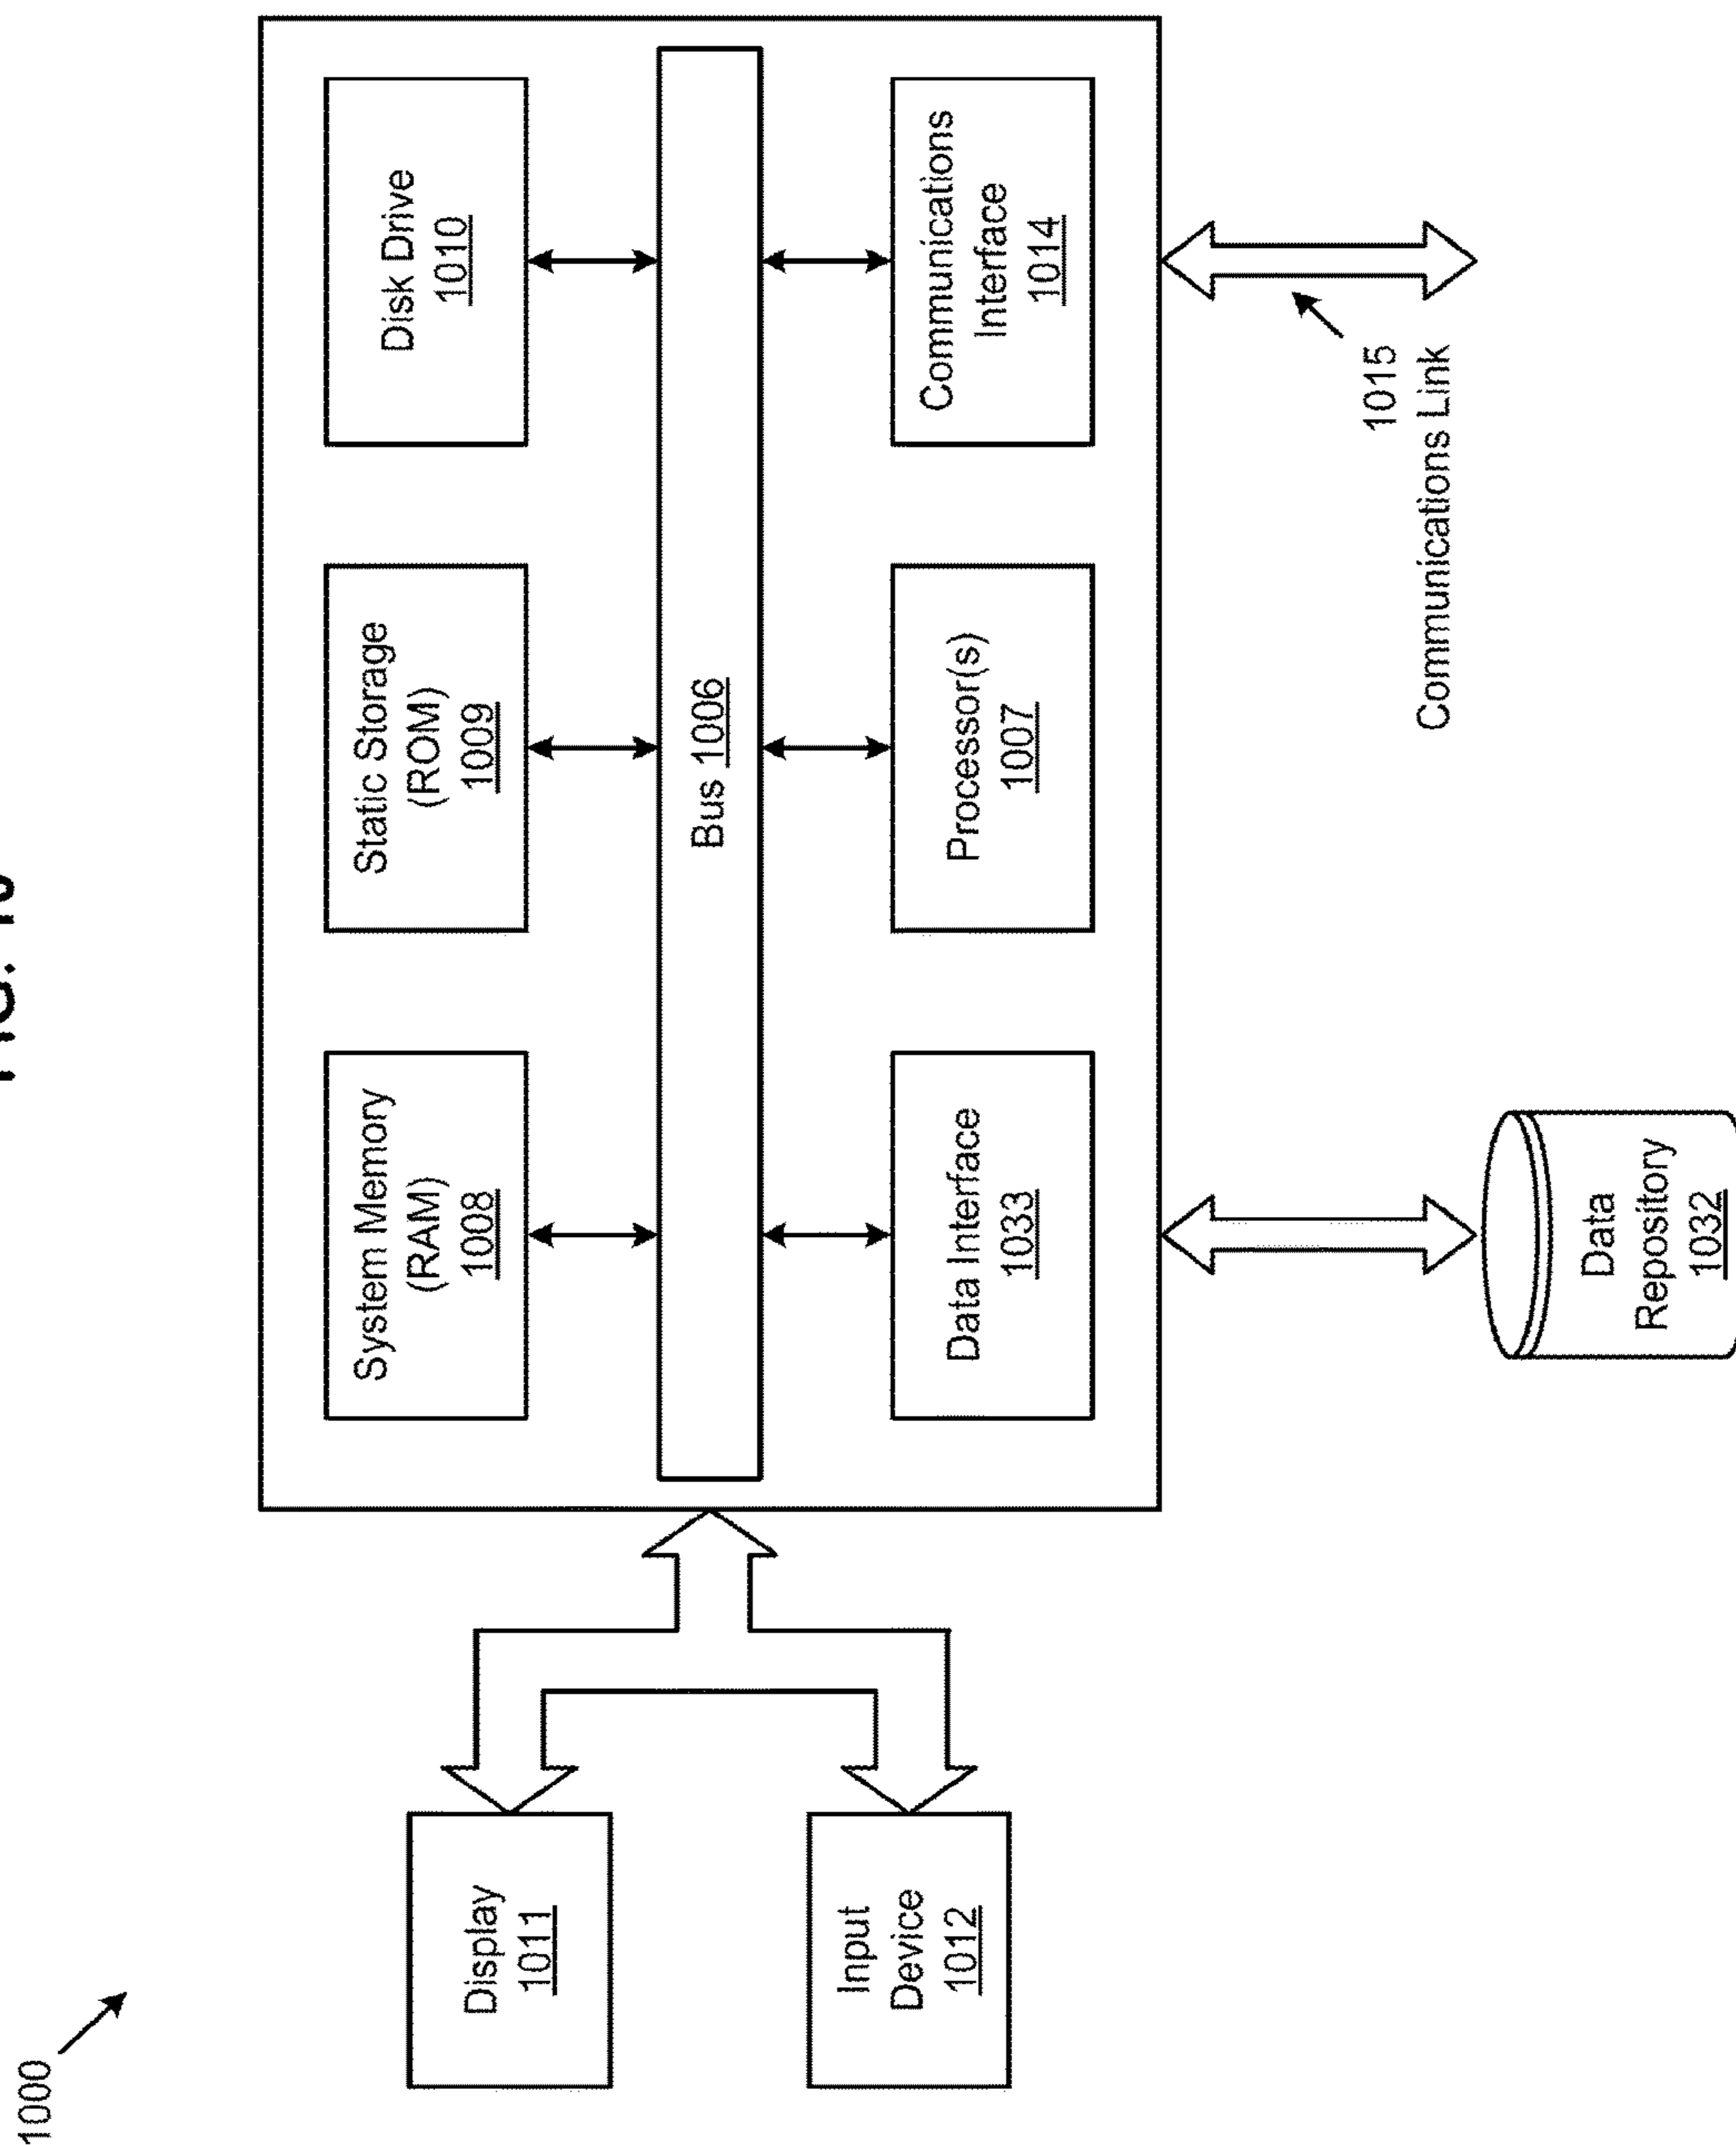 1000
Display
1011
Input
Device
1012
System Memory
(RAM)
1008
Static Storage
(ROM)
1009
Disk Drive
1010
Bus 1006
Data Interface
1033
Processor(s)
1007
Communications
Interface
1014
1015
Communications Link
Data
Repository
1032